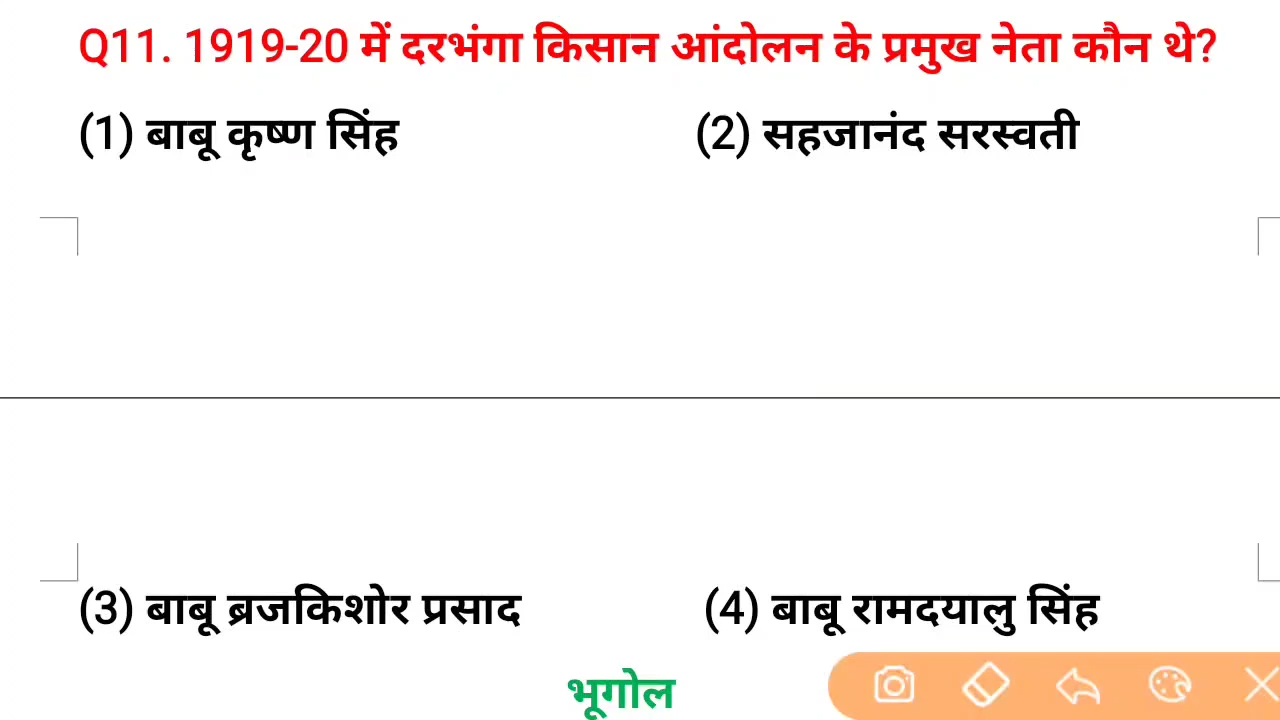 Q11. 1919-20 में दरभंगा किसान आंदोलन के प्रमुख नेता कौन थे?
(1) बाबू कृष्ण सिंह (2) सहजानंद सरस्वती
(3) बाबू ब्रजकिशोर प्रसाद (4) बाबू रामदयालु सिंह
भूगोल